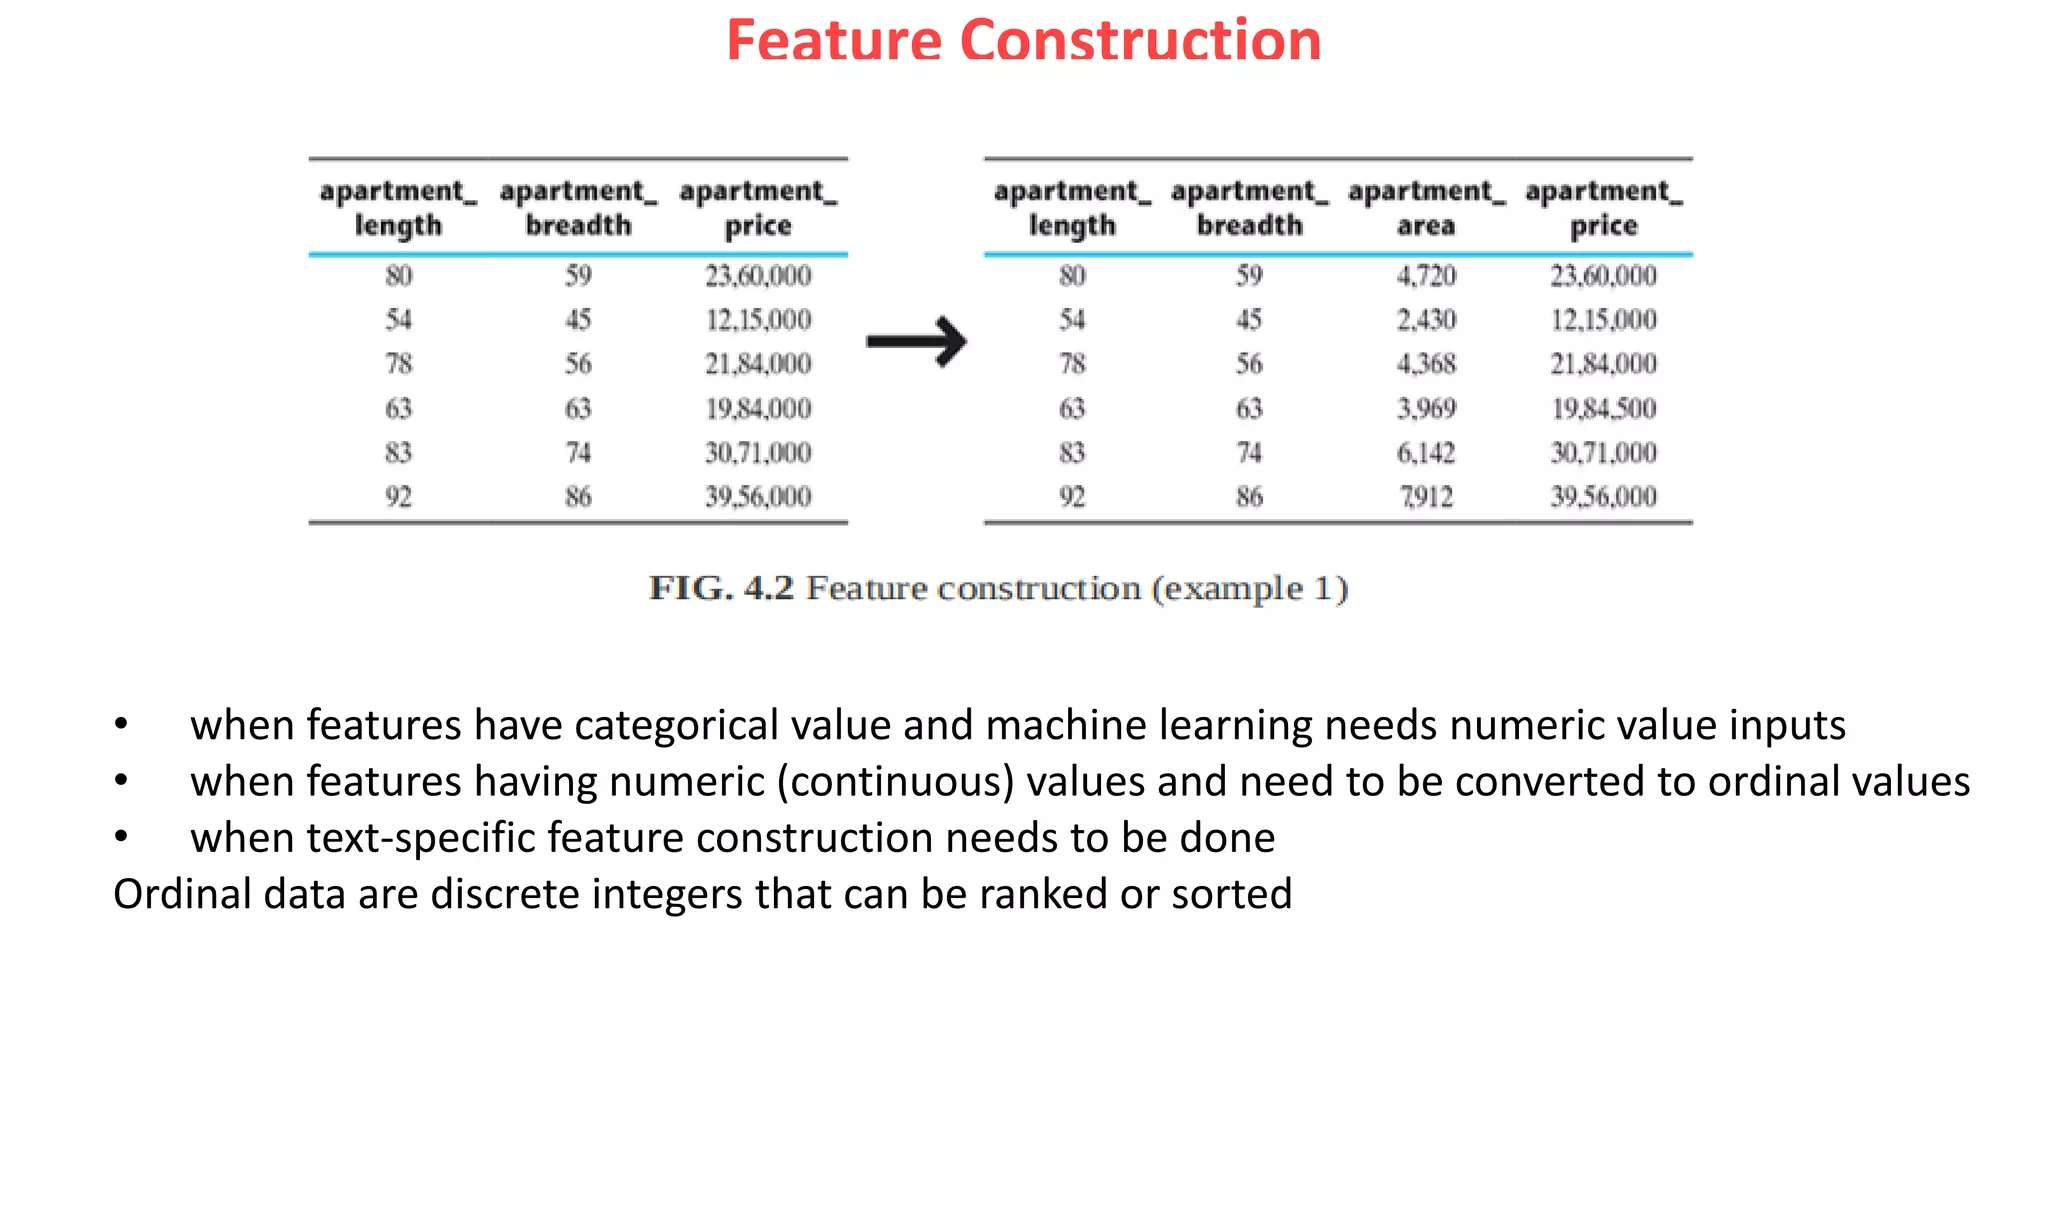 Feature Construction
apartment_ apartment_ apartment_
length breadth price
80 59 23,60,000
54 45 12,15,000
78 56 21,84,000
63 63 19,84,000
83 74 30,71,000
92 86 39,56,000
apartment_ apartment_ apartment_ apartment_
length breadth area price
80 59 4,720 23,60,000
54 45 2,430 12,15,000
78 56 4,368 21,84,000
63 63 3,969 19,84,500
83 74 6,142 30,71,000
92 86 7,912 39,56,000
FIG. 4.2 Feature construction (example 1)
• when features have categorical value and machine learning needs numeric value inputs
• when features having numeric (continuous) values and need to be converted to ordinal values
• when text-specific feature construction needs to be done
Ordinal data are discrete integers that can be ranked or sorted